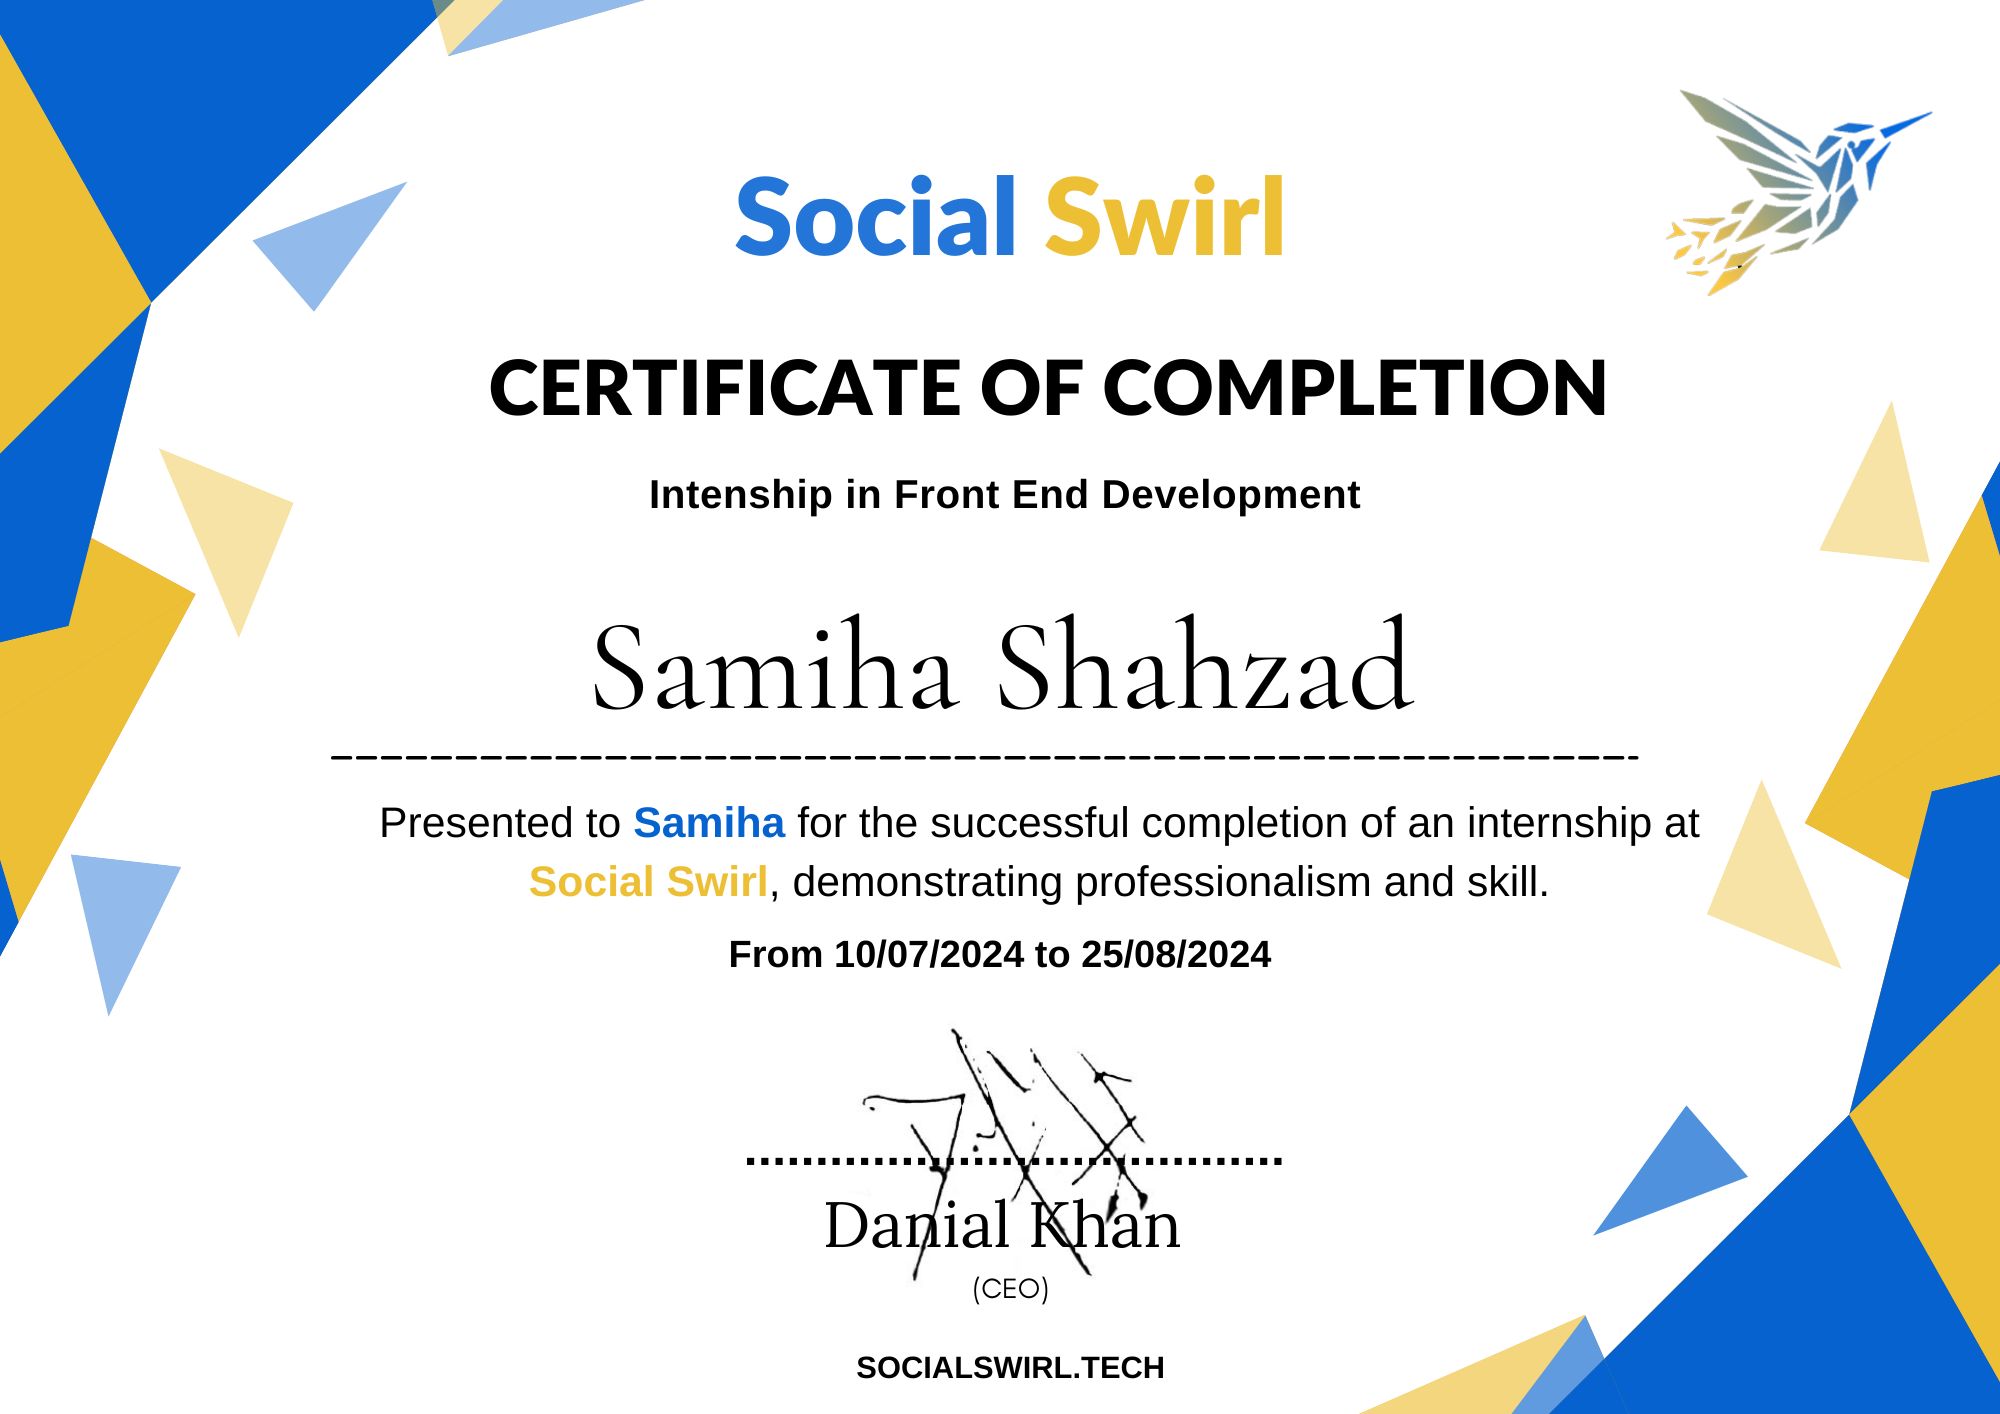 Social Swirl
CERTIFICATE OF COMPLETION
Intenship in Front End Development
Samiha Shahzad
Presented to Samiha for the successful completion of an internship at
Social Swirl, demonstrating professionalism and skill.
From 10/07/2024 to 25/08/2024
Danial Khan
(CEO)
SOCIALSWIRL.TECH